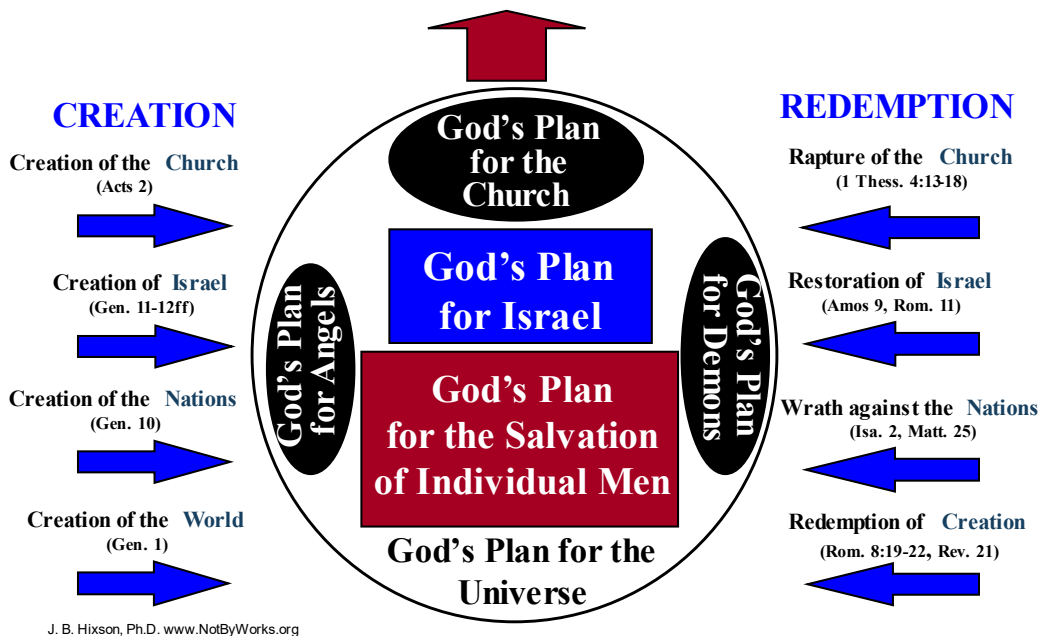 CREATION
Creation of the Church
(Acts 2)
Creation of Israel
(Gen. 11-12ff)
Creation of the Nations
(Gen. 10)
Creation of the World
(Gen. 1)
God's Plan
for the
Church
God's Plan
for Israel
God's Plan
for Angels
God's Plan
for Demons
God's Plan
for the Salvation
of Individual Men
God's Plan for the
Universe
REDEMPTION
Rapture of the Church
(1 Thess. 4:13-18)
Restoration of Israel
(Amos 9, Rom. 11)
Wrath against the Nations
(Isa. 2, Matt. 25)
Redemption of Creation
(Rom. 8:19-22, Rev. 21)
J. B. Hixson, Ph.D. www.NotByWorks.org